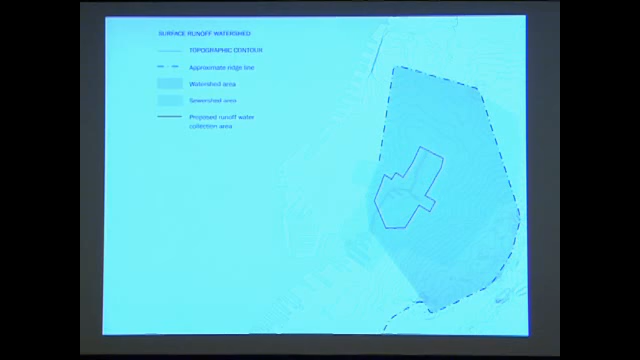 SURFACE RUNOFF WATERSHED
TOPOGRAPHIC CONTOUR
Approximate ridge line
Watershed area
Sewershed area
Proposed runoff water
collection area